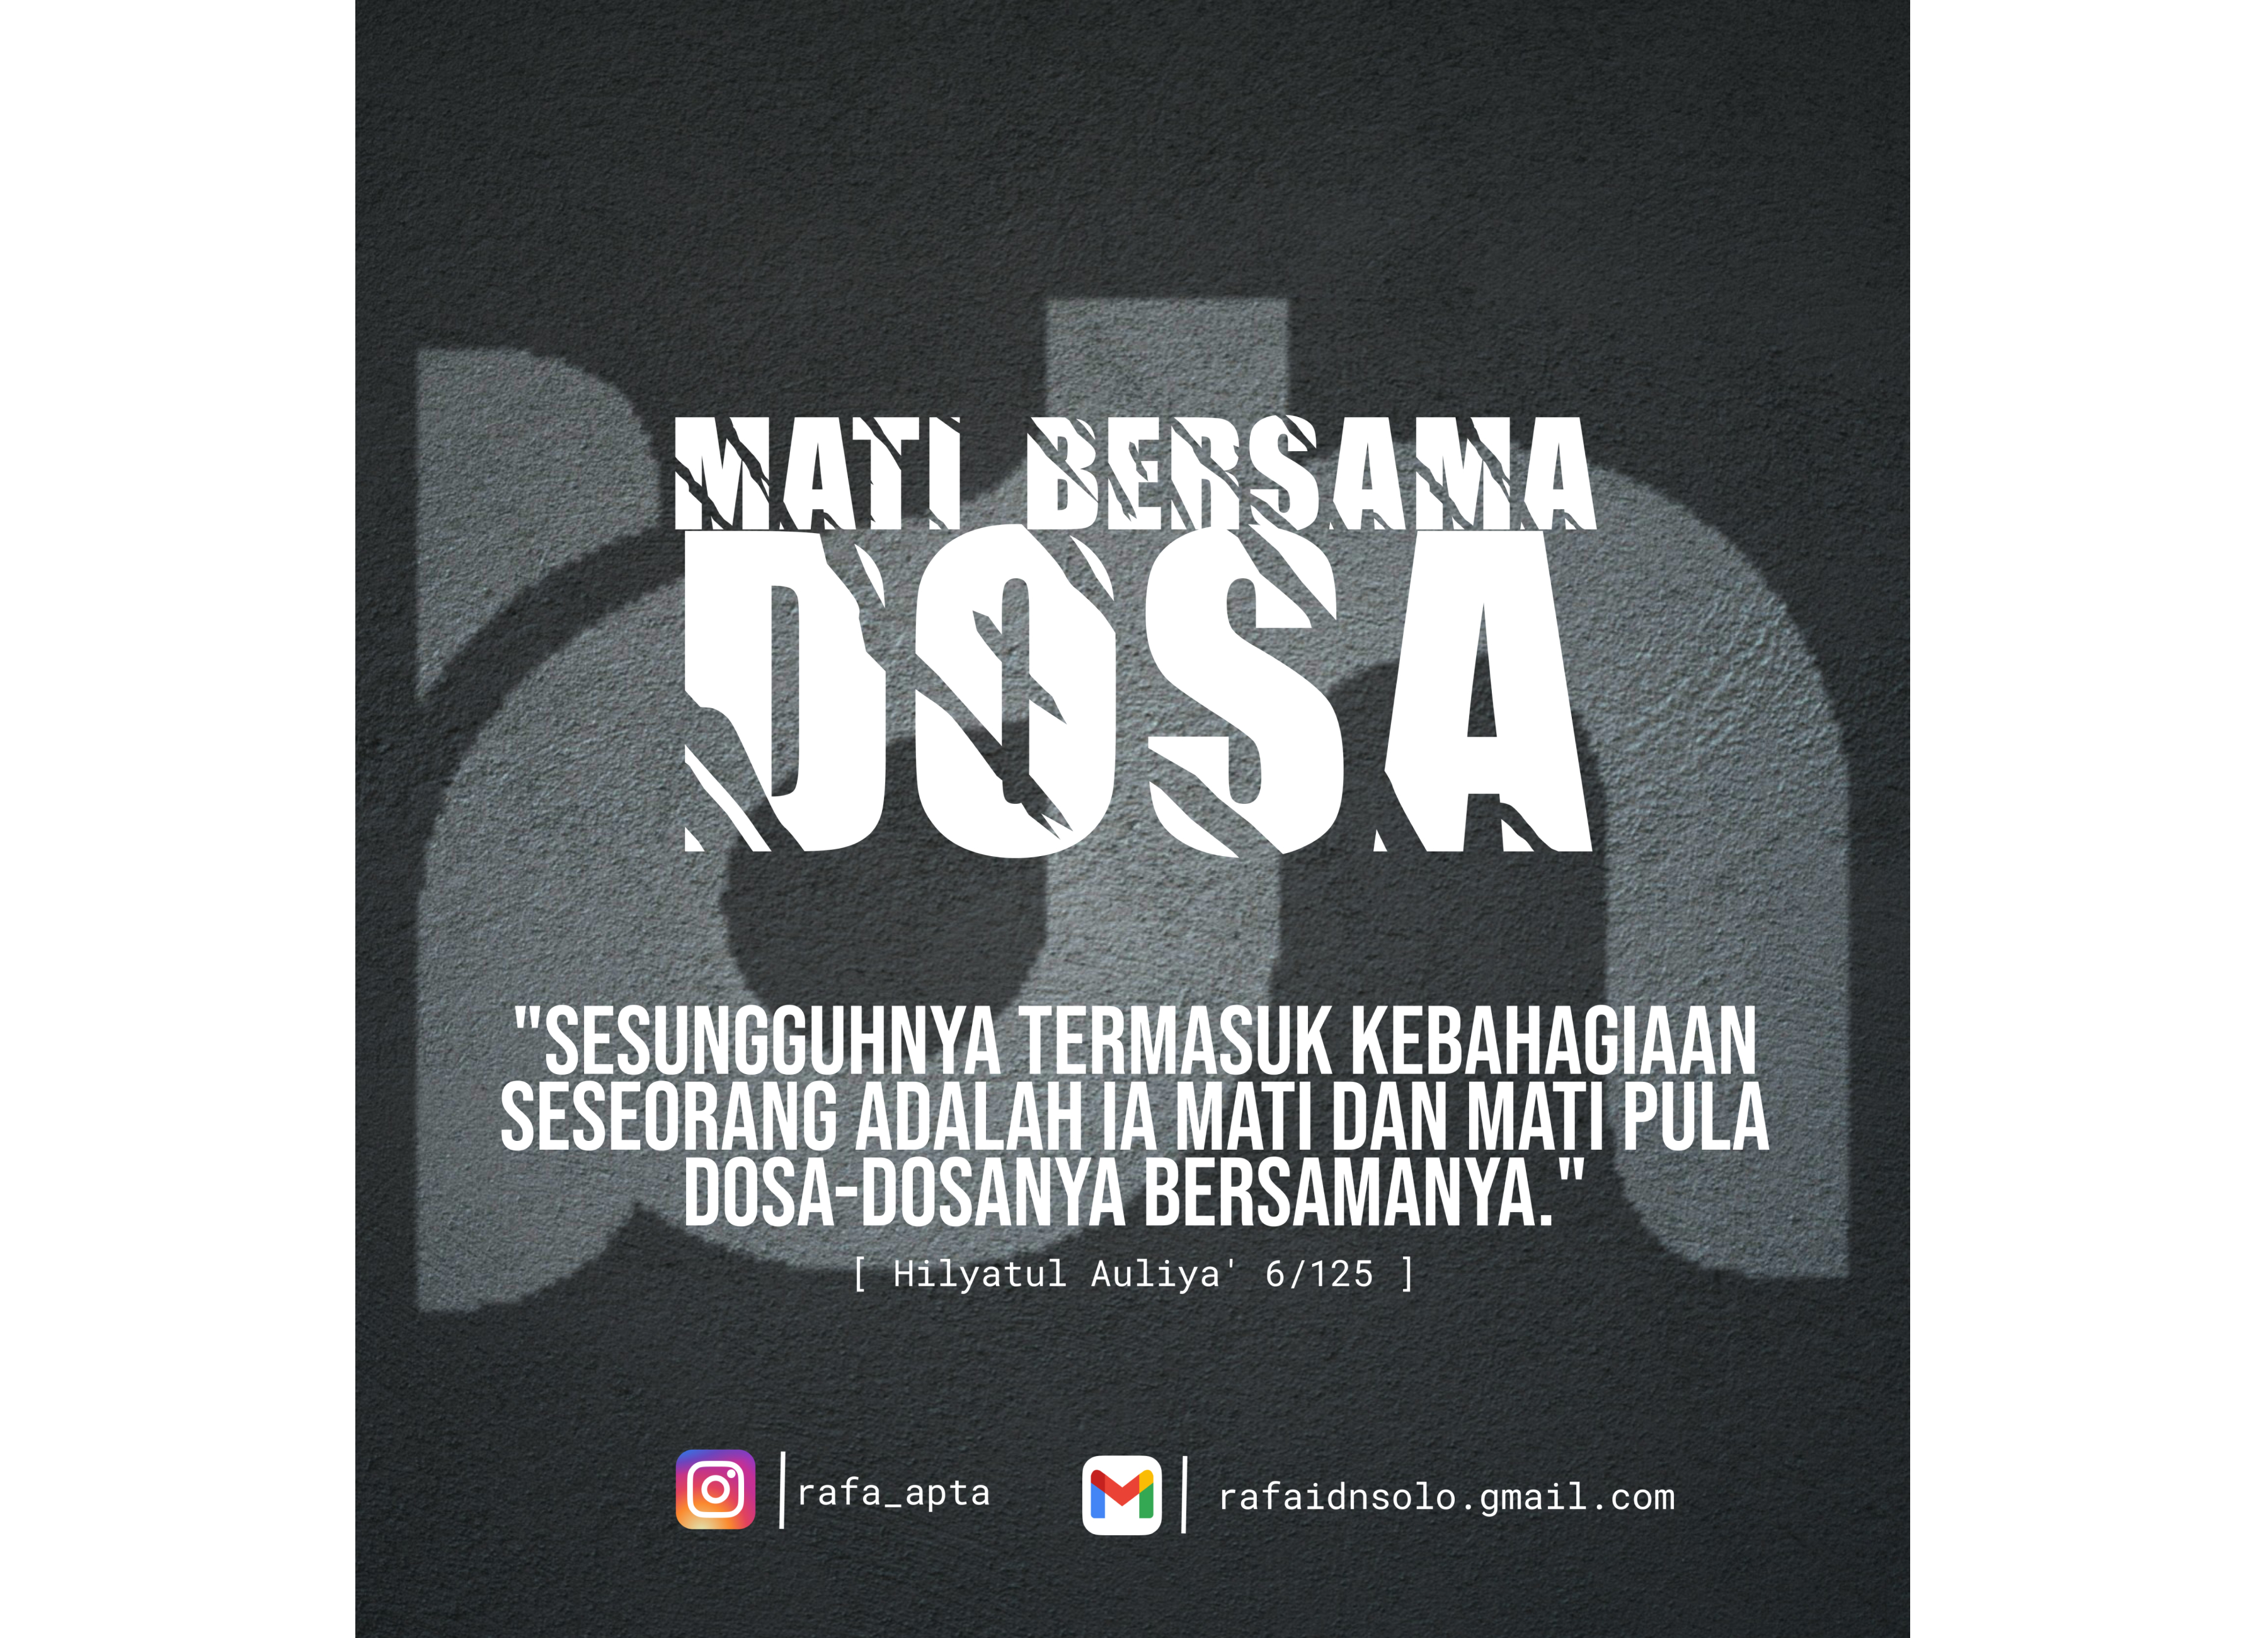 MATI BERSAMA
DOSA
"SESUNGGUHNYA TERMASUK KEBAHAGIAAN
SESEORANG ADALAH IA MATI DAN MATI PULA
DOSA-DOSANYA BERSAMANYA."
[ Hilyatul Auliya' 6/125 ]
rafa_apta
rafaidnsolo.gmail.com